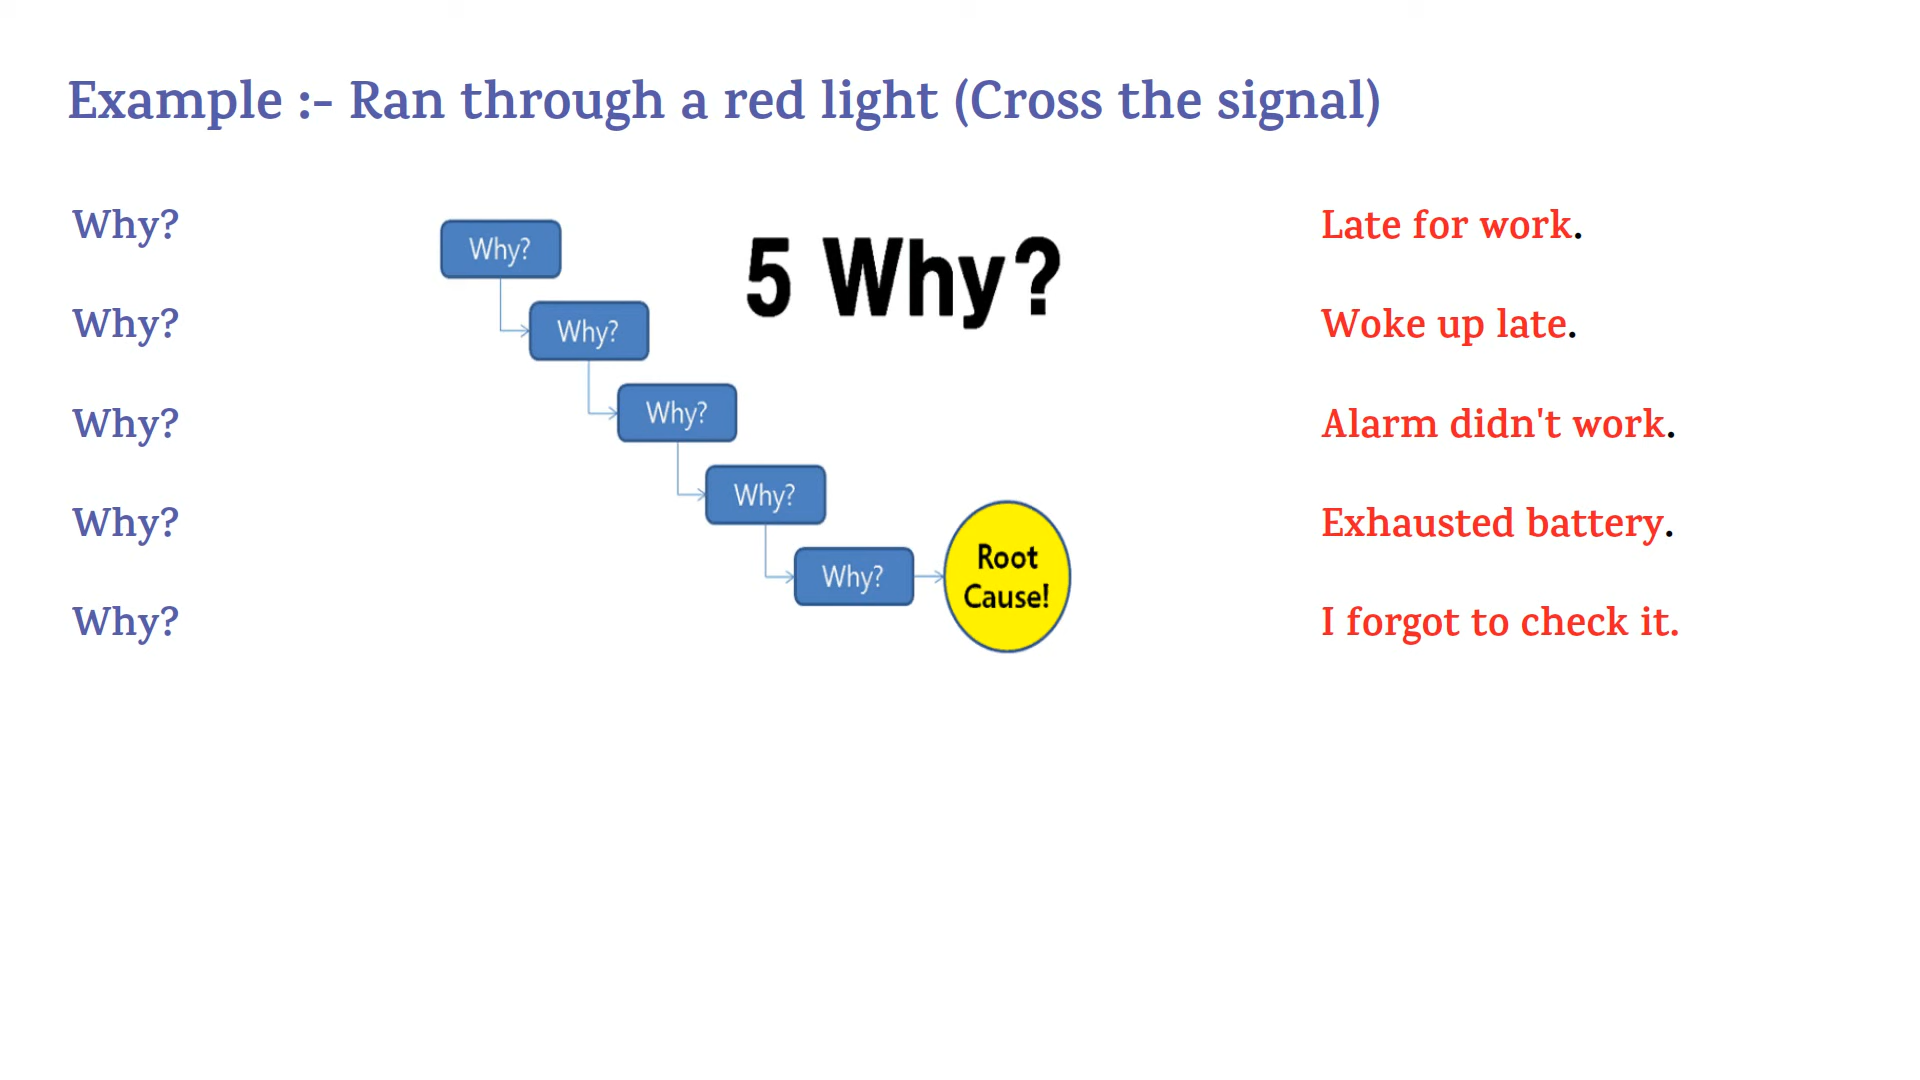 Example :- Ran through a red light (Cross the signal)
Why?
Late for work.
Why?
Woke up late.
Why?
Alarm didn't work.
Why?
Exhausted battery.
Why?
I forgot to check it.
5 Why?
Why?
Why?
Why?
Why?
Why?
Root
Cause!